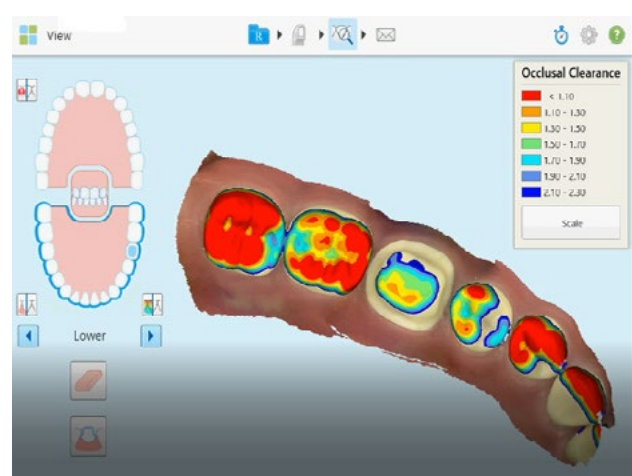 View
R
?
Occlusal Clearance
< 1.10
1.10 - 1.30
1.30 - 1.50
1.50 - 1.70
1.70 - 1.90
1.90 - 2.10
2.10 - 2.30
Scale
Lower